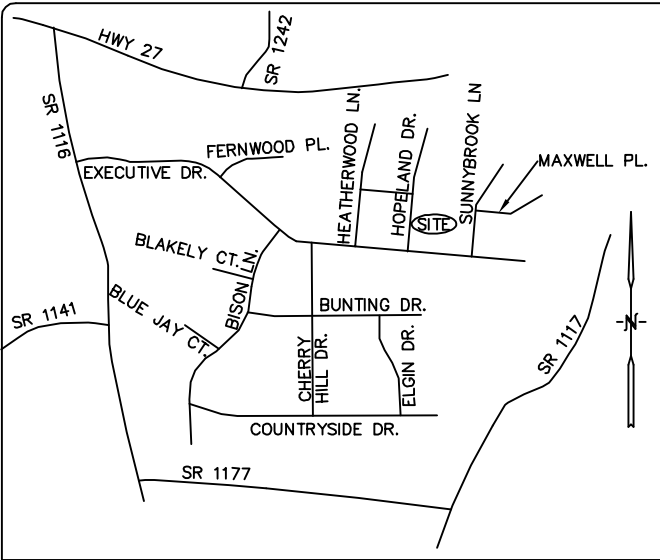 HWY 27
SR 1242
SR 1116
FERNWOOD PL.
EXECUTIVE DR.
HEATHERWOOD LN.
HOPELAND DR.
SUNNYBROOK LN
MAXWELL PL.
SITE
BLAKELY CT.
BISON LN.
BLUE JAY CT.
SR 1141
BUNTING DR.
CHERRY
HILL DR.
ELGIN DR.
SR 1117
N
COUNTRYSIDE DR.
SR 1177